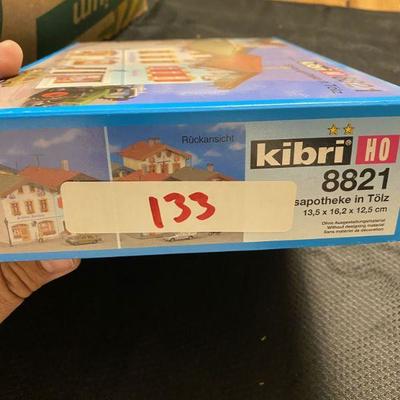 Rückansicht
kibri® H0
8821
sapotheke in Tölz
13,5 x 16,2 x 12,5 cm
Ohne Ausgestaltungsmaterial
Without designing material
Sans matériel de décoration
133